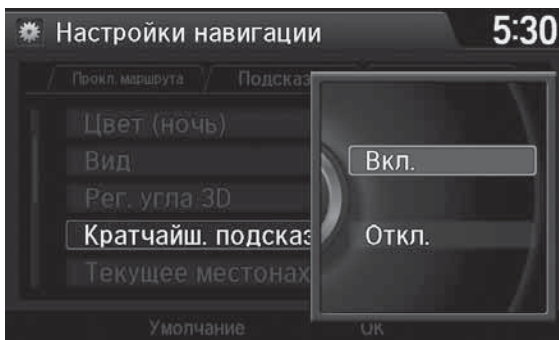 Настройки навигации 5:30
Прокл. маршрута Подсказ
Цвет (ночь)
Вид
Рег. угла 3D
Кратчайш. подсказ
Текущее местонах
Вкл.
Откл.
Умолчание OK